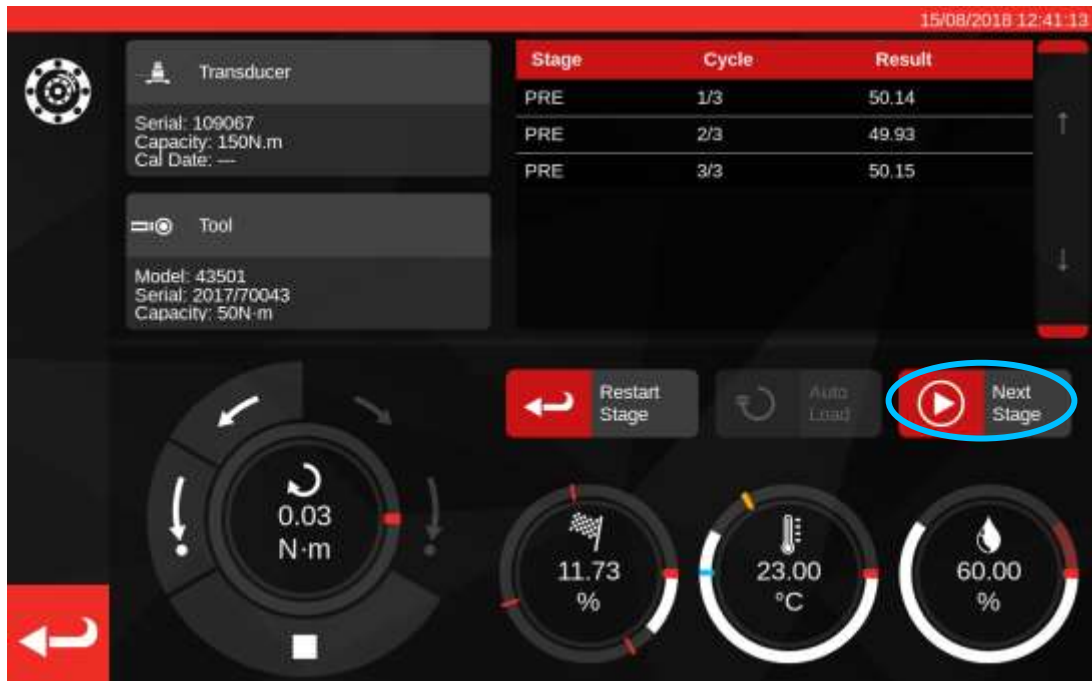 15/08/2018 12:41:13
Transducer
Serial: 109067
Capacity: 150N.m
Cal Date: ---
Tool
Model: 43501
Serial: 2017/70043
Capacity: 50N·m
Stage Cycle Result
PRE 1/3 50.14
PRE 2/3 49.93
PRE 3/3 50.15
Restart
Stage
Auto
Load
Next
Stage
0.03
N·m
11.73
%
23.00
°C
60.00
%